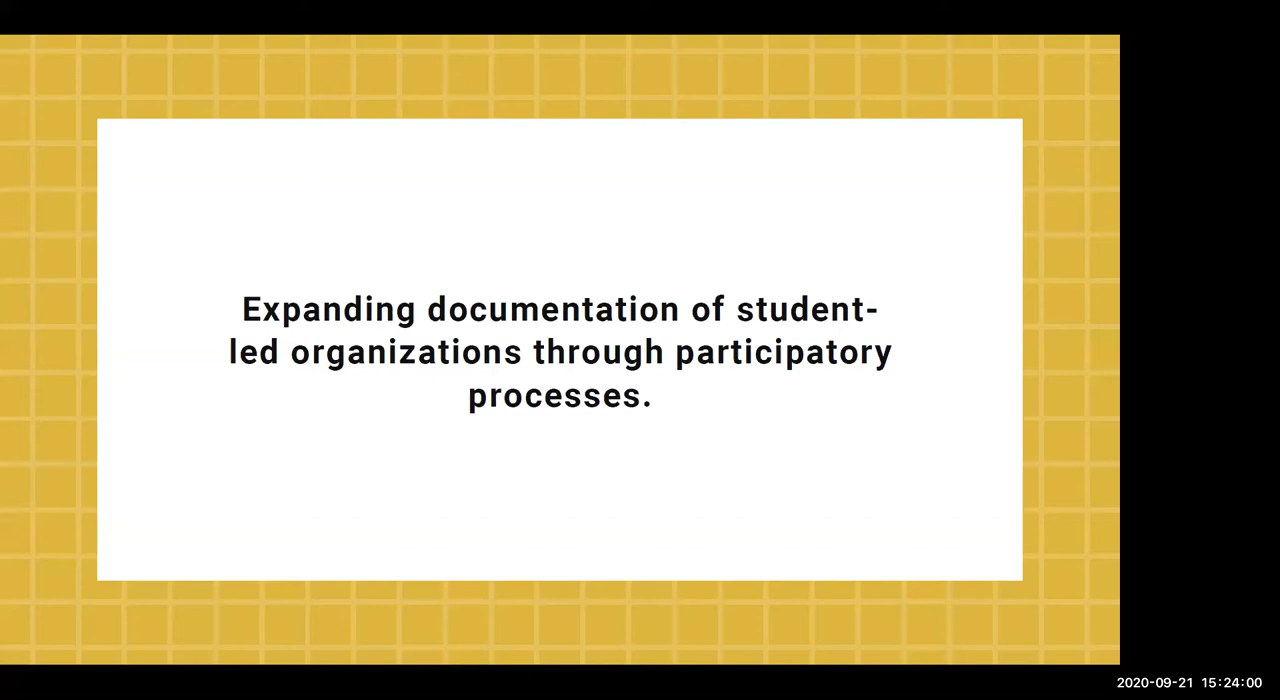 Expanding documentation of student-
led organizations through participatory
processes.
2020-09-21 15:24:00